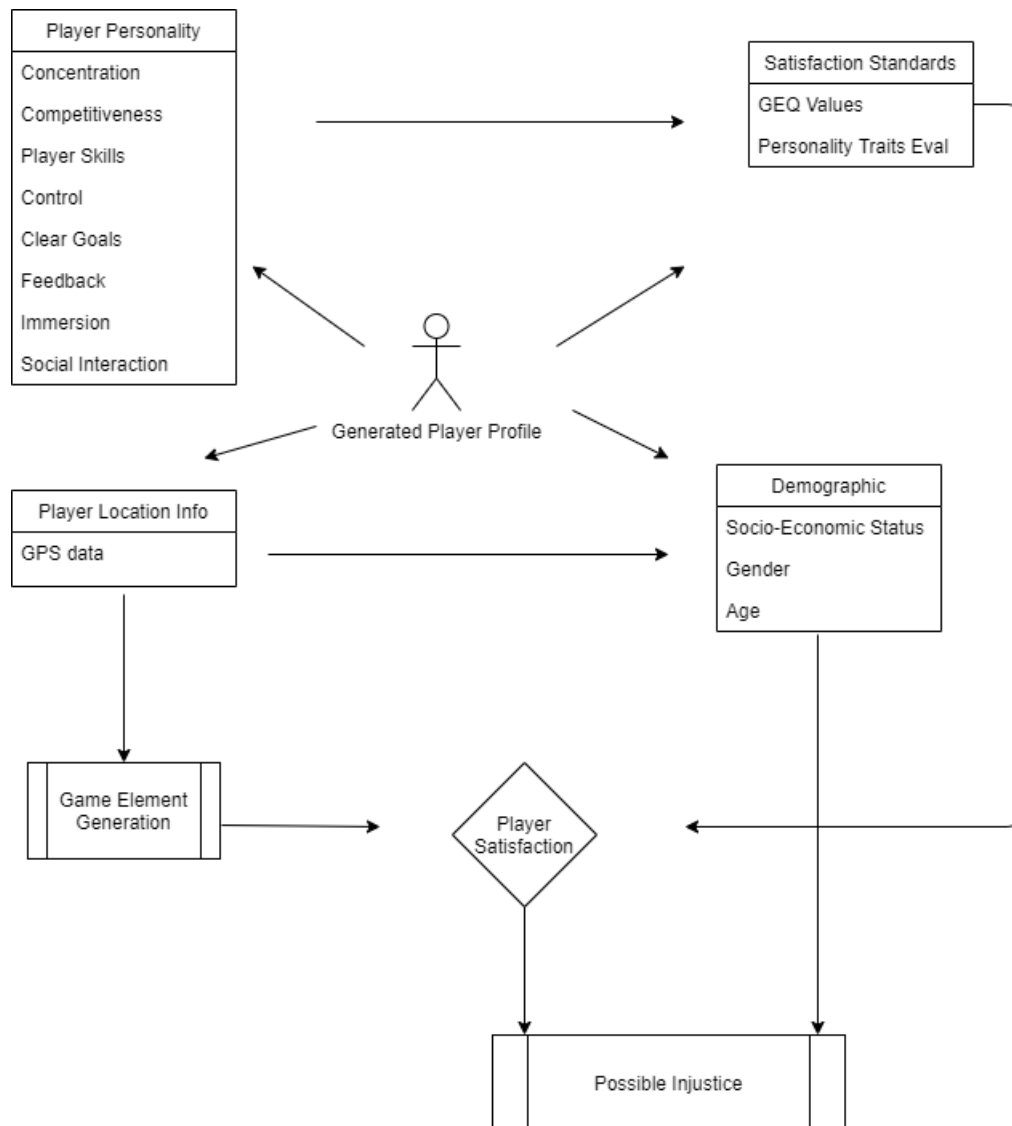 Player Personality
Concentration
Competitiveness
Player Skills
Control
Clear Goals
Feedback
Immersion
Social Interaction
Satisfaction Standards
GEQ Values
Personality Traits Eval
Generated Player Profile
Player Location Info
GPS data
Demographic
Socio-Economic Status
Gender
Age
Game Element
Generation
Player
Satisfaction
Possible Injustice